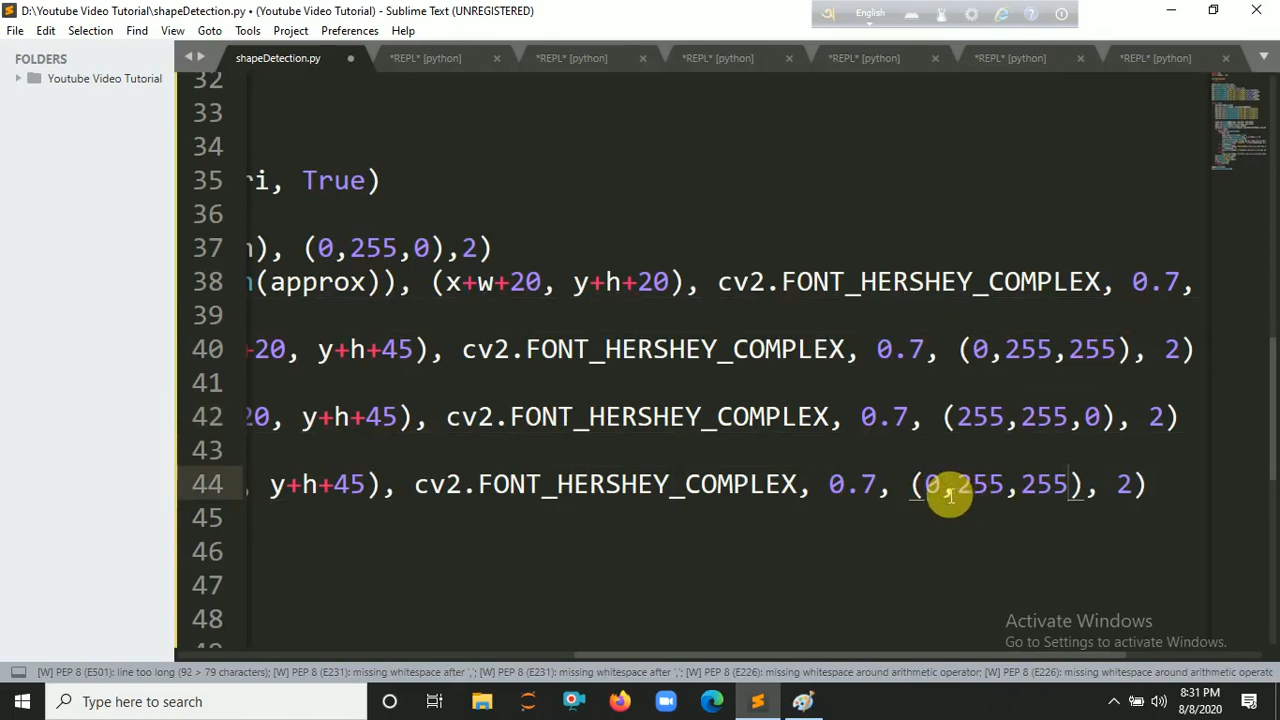 D:\Youtube Video Tutorial\shapeDetection.py • (Youtube Video Tutorial) - Sublime Text (UNREGISTERED)
English
File Edit Selection Find View Goto Tools Project Preferences Help
FOLDERS
Youtube Video Tutorial
shapeDetection.py
*REPL* [python]
*REPL* [python]
*REPL* [python]
*REPL* [python]
*REPL* [python]
*REPL* [python]
32
33
34
35 ri, True)
36
37 h), (0,255,0),2)
38 n(approx)), (x+w+20, y+h+20), cv2.FONT_HERSHEY_COMPLEX, 0.7,
39
40 +20, y+h+45), cv2.FONT_HERSHEY_COMPLEX, 0.7, (0,255,255), 2)
41
42 20, y+h+45), cv2.FONT_HERSHEY_COMPLEX, 0.7, (255,255,0), 2)
43
44 , y+h+45), cv2.FONT_HERSHEY_COMPLEX, 0.7, (0,255,255), 2)
45
46
47
48
Activate Windows
Go to Settings to activate Windows.
[W] PEP 8 (E501): line too long (92 > 79 characters); [W] PEP 8 (E231): missing whitespace after ','; [W] PEP 8 (E231): missing whitespace after ','; [W] PEP 8 (E226): missing whitespace around arithmetic operator; [W] PEP 8 (E226): missing whitespace around arithmetic operatc
Type here to search
8:31 PM
8/8/2020